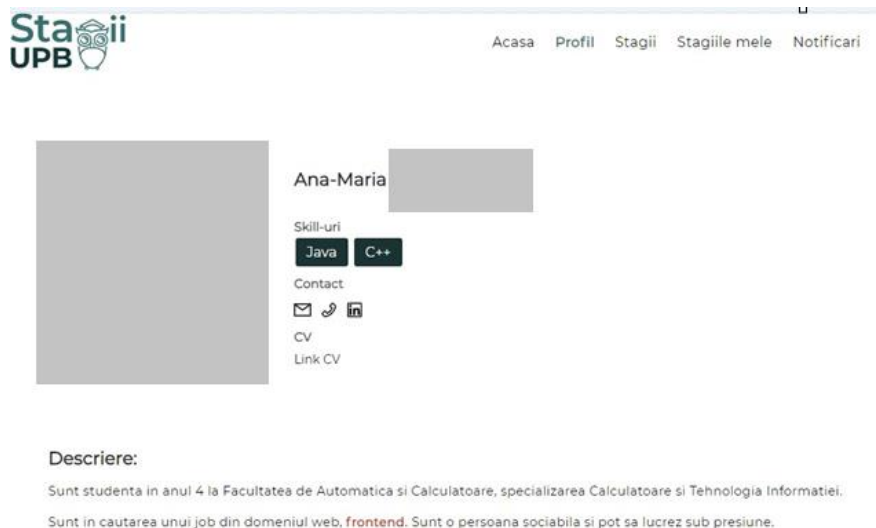 Stagii
UPB
Acasa Profil Stagii Stagiile mele Notificari
Ana-Maria
Skill-uri
Java C++
Contact
in
CV
Link CV
Descriere:
Sunt studenta in anul 4 la Facultatea de Automatica si Calculatoare, specializarea Calculatoare si Tehnologia Informatiei.
Sunt in cautarea unui job din domeniul web, frontend. Sunt o persoana sociabila si pot sa lucrez sub presiune.